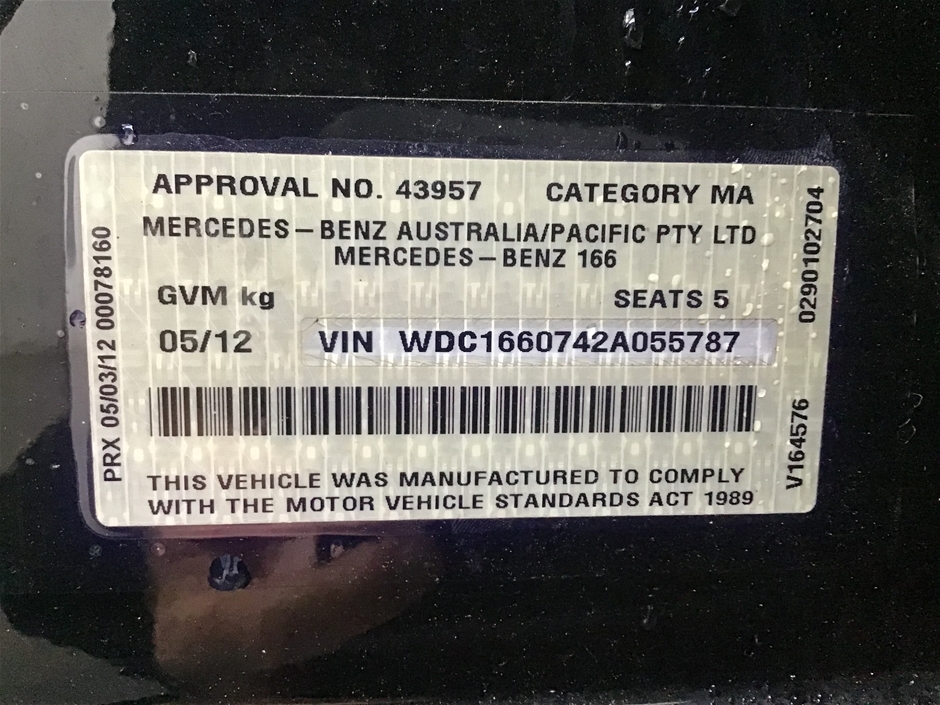 APPROVAL NO. 43957 CATEGORY MA
MERCEDES-BENZ AUSTRALIA/PACIFIC PTY LTD
MERCEDES-BENZ 166
GVM kg SEATS 5
05/12 VIN WDC1660742A055787
THIS VEHICLE WAS MANUFACTURED TO COMPLY
WITH THE MOTOR VEHICLE STANDARDS ACT 1989
PRX 05/03/12 00078160
V164576 0290102704